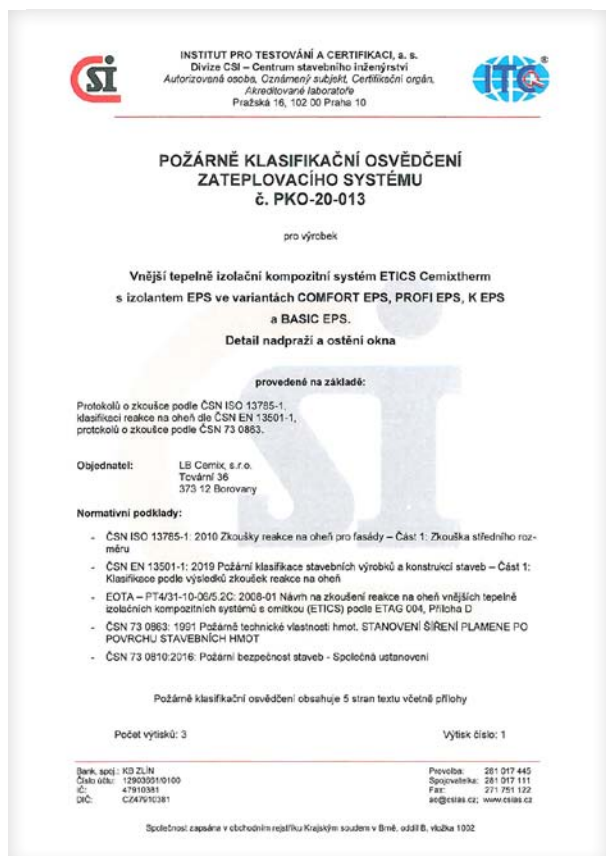 CSI
INSTITUT PRO TESTOVÁNÍ A CERTIFIKACI, a. s.
Divize CSI – Centrum stavebního inženýrství
Autorizovaná osoba, Oznámený subjekt, Certifikační orgán,
Akreditované laboratoře
Pražská 16, 102 00 Praha 10
ITC
®
POŽÁRNĚ KLASIFIKAČNÍ OSVĚDČENÍ
ZATEPLOVACÍHO SYSTÉMU
č. PKO-20-013
pro výrobek
Vnější tepelně izolační kompozitní systém ETICS Cemixtherm
s izolantem EPS ve variantách COMFORT EPS, PROFI EPS, K EPS
a BASIC EPS.
Detail nadpraží a ostění okna
provedené na základě:
Protokolů o zkoušce podle ČSN ISO 13785-1,
klasifikaci reakce na oheň dle ČSN EN 13501-1,
protokolů o zkoušce podle ČSN 73 0863.
Objednatel: LB Cemix, s.r.o.
Tovární 36
373 12 Borovany
Normativní podklady:
- ČSN ISO 13785-1: 2010 Zkoušky reakce na oheň pro fasády – Část 1: Zkouška středního roz-
měru
- ČSN EN 13501-1: 2019 Požární klasifikace stavebních výrobků a konstrukcí staveb – Část 1:
Klasifikace podle výsledků zkoušek reakce na oheň
- EOTA – PT4/31-10-06/5.2C: 2008-01 Návrh na zkoušení reakce na oheň vnějších tepelně
izolačních kompozitních systémů s omítkou (ETICS) podle ETAG 004, Příloha D
- ČSN 73 0863: 1991 Požárně technické vlastnosti hmot. STANOVENÍ ŠÍŘENÍ PLAMENE PO
POVRCHU STAVEBNÍCH HMOT
- ČSN 73 0810:2016: Požární bezpečnost staveb - Společná ustanovení
Požárně klasifikační osvědčení obsahuje 5 stran textu včetně přílohy
Počet výtisků: 3 Výtisk číslo: 1
Bank. spoj.: KB ZLÍN Provolba: 281 017 445
Číslo účtu: 12903061/0100 Spojovatelka: 281 017 111
IČ: 47910381 Fax: 271 751 122
DIČ: CZ47910381 ao@csias.cz; www.csias.cz
Společnost zapsána v obchodním rejstříku Krajským soudem v Brně, oddíl B, vložka 1002